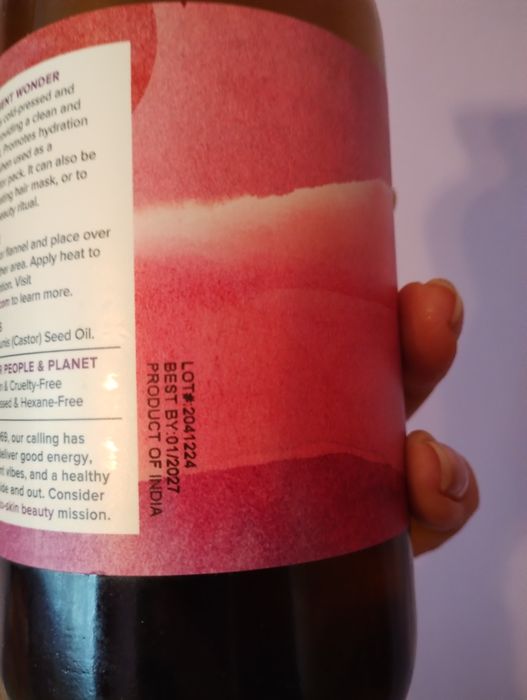 WONDER
cold-pressed and
a clean and
Promotes hydration
used as a
pack. It can also be
hair mask, or to
ritual.
flannel and place over
area. Apply heat to
Visit
to learn more.
(Castor) Seed Oil.
PEOPLE & PLANET
& Cruelty-Free
& Hexane-Free
our calling has
deliver good energy,
vibes, and a healthy
and out. Consider
-skin beauty mission.
LOT#:2041224
BEST BY:01/2027
PRODUCT OF INDIA